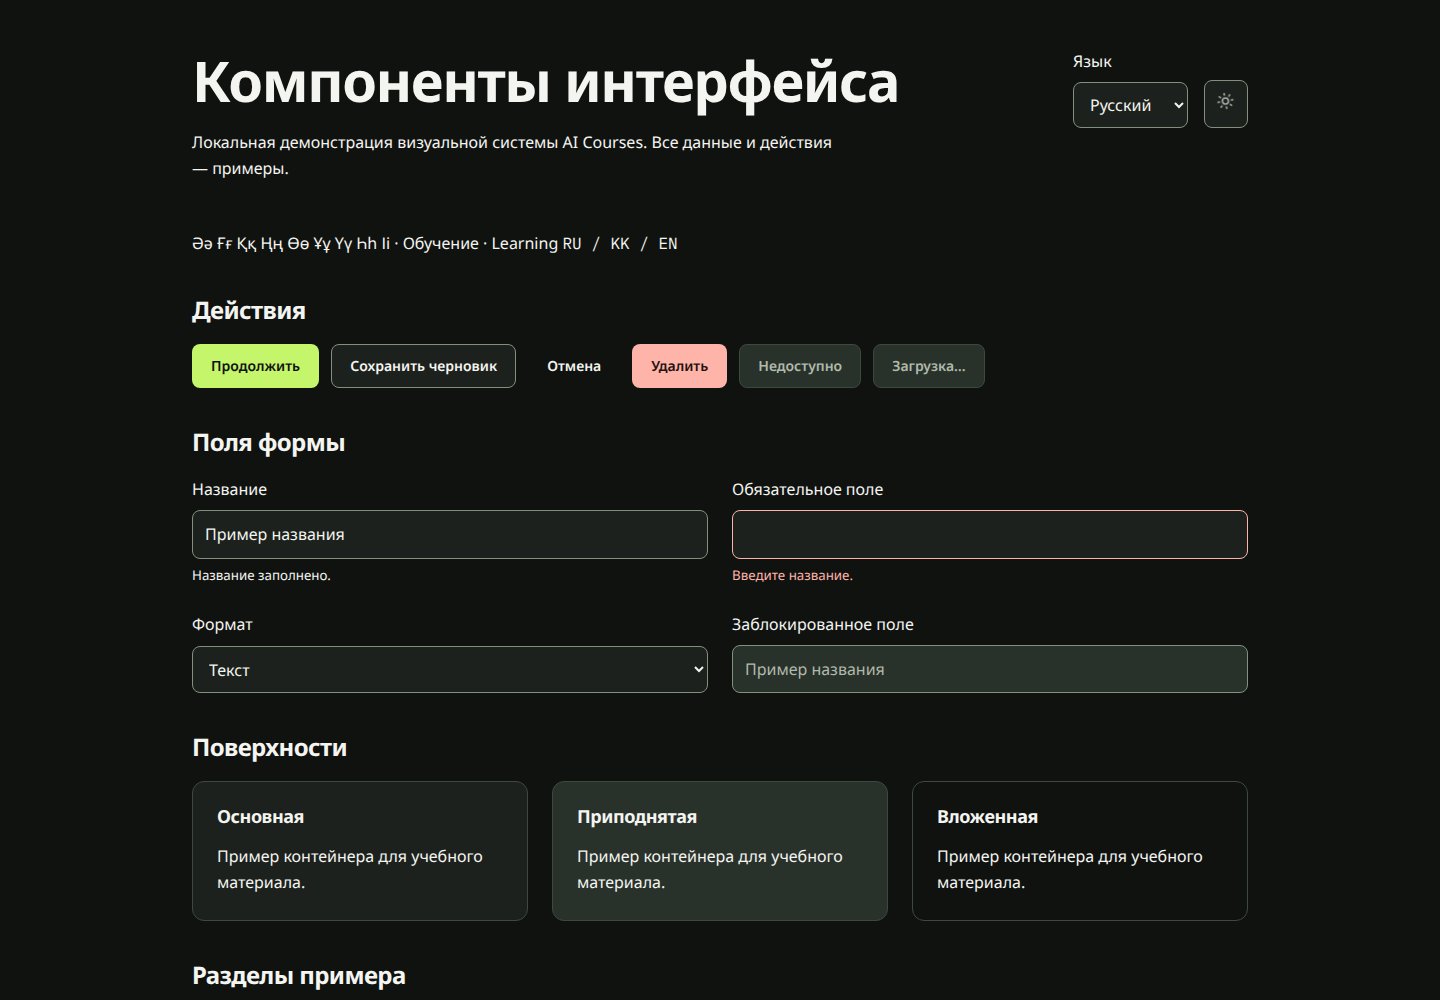 Компоненты интерфейса
Язык
Русский
Локальная демонстрация визуальной системы AI Courses. Все данные и действия
— примеры.
Әә Ғғ Ққ Ңң Өө Ұұ Үү Һһ Іі · Обучение · Learning RU / KK / EN
Действия
Продолжить
Сохранить черновик
Отмена
Удалить
Недоступно
Загрузка…
Поля формы
Название
Обязательное поле
Пример названия
Название заполнено.
Введите название.
Формат
Заблокированное поле
Текст
Пример названия
Поверхности
Основная
Приподнятая
Вложенная
Пример контейнера для учебного
материала.
Пример контейнера для учебного
материала.
Пример контейнера для учебного
материала.
Разделы примера